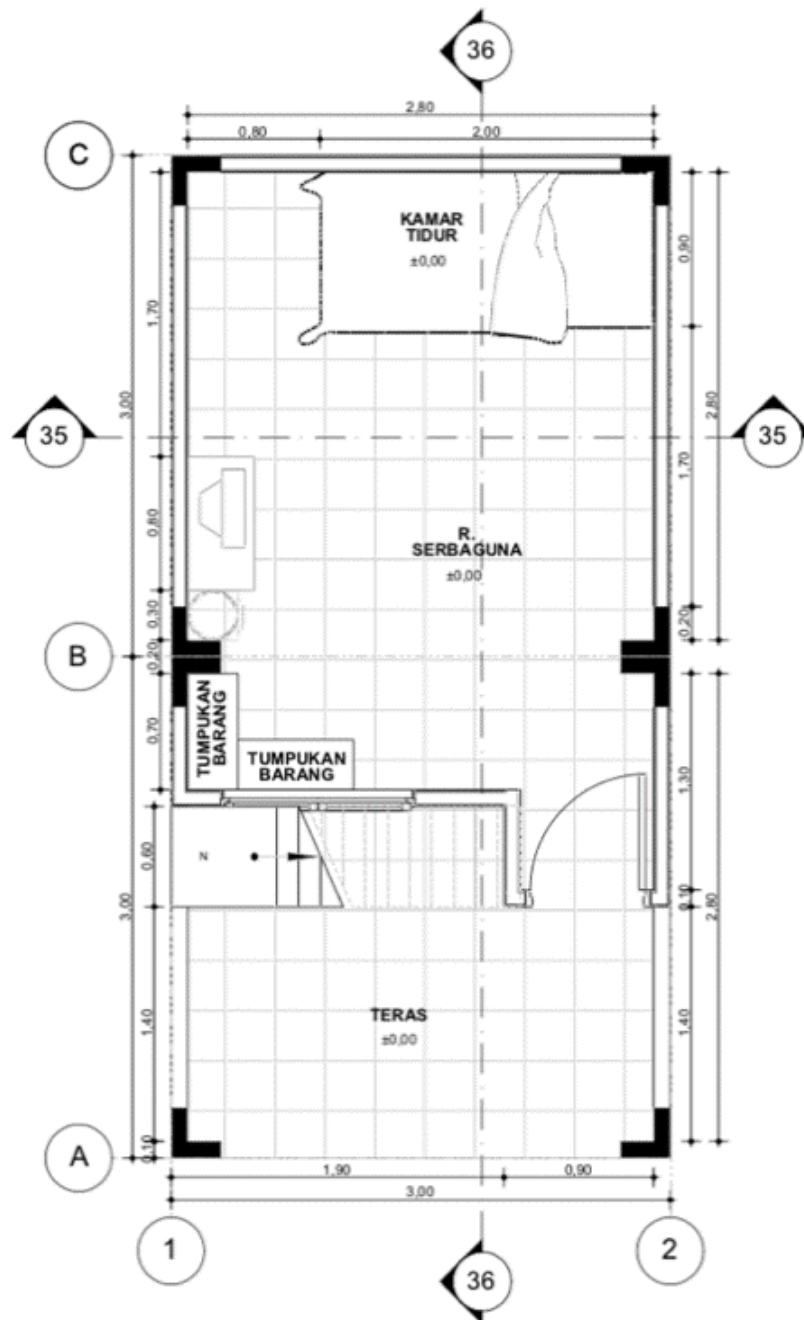 36
2,80
0,80
2,00
C
KAMAR
TIDUR
±0,00
0,90
1,70
3,00
2,80
35
35
1,70
0,80
R.
SERBAGUNA
±0,00
0,30
0,20
0,20
B
TUMPUKAN
BARANG
TUMPUKAN
BARANG
0,70
1,30
N
0,60
0,10
3,00
2,80
TERAS
±0,00
1,40
1,40
A
0,10
1,90
0,90
3,00
1
2
36